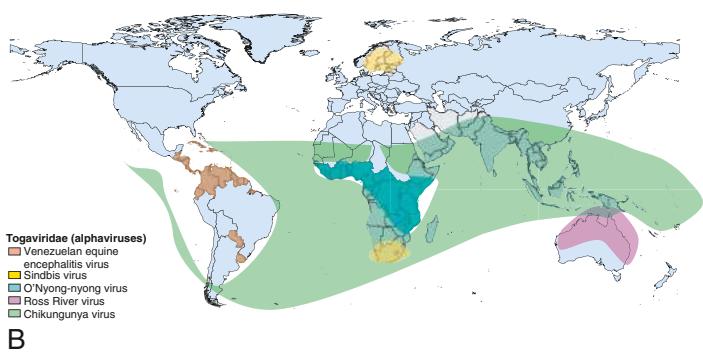 Togaviridae (alphaviruses)
Venezuelan equine
encephalitis virus
Sindbis virus
O'Nyong-nyong virus
Ross River virus
Chikungunya virus
B